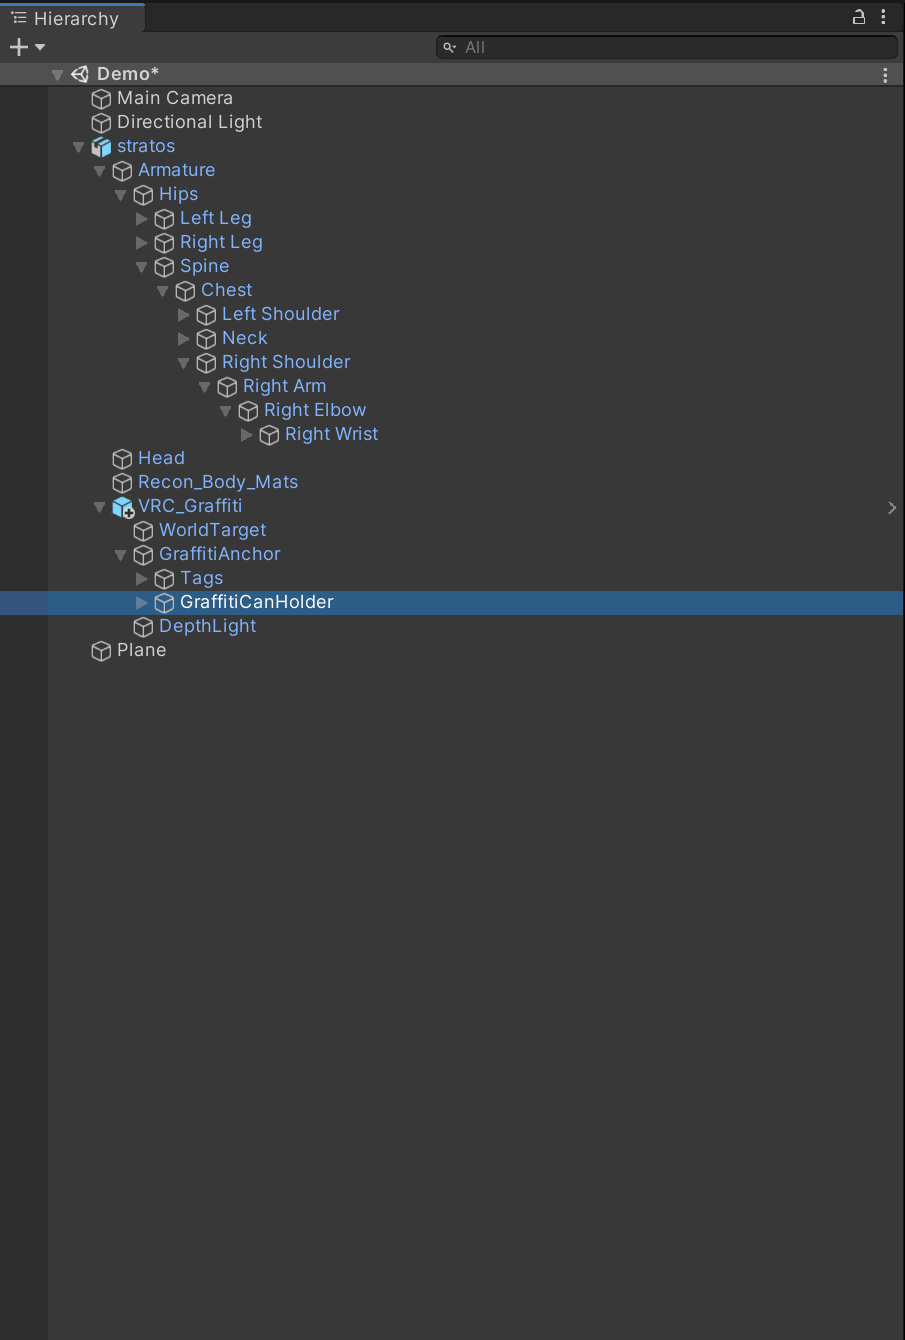 Hierarchy
All
Demo*
Main Camera
Directional Light
stratos
Armature
Hips
Left Leg
Right Leg
Spine
Chest
Left Shoulder
Neck
Right Shoulder
Right Arm
Right Elbow
Right Wrist
Head
Recon_Body_Mats
VRC_Graffiti
WorldTarget
GraffitiAnchor
Tags
GraffitiCanHolder
DepthLight
Plane